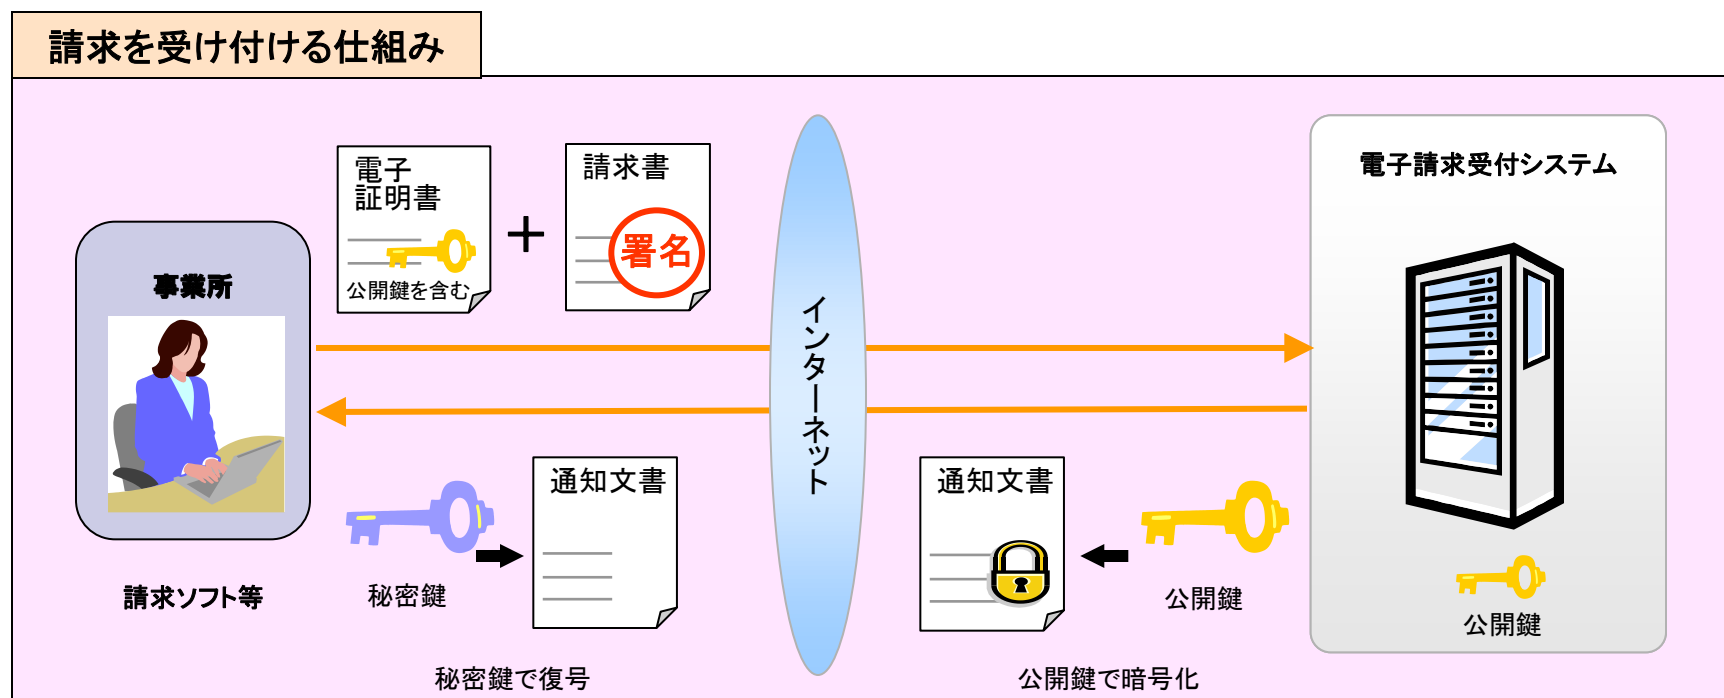 請求を受け付ける仕組み
電子
証明書
公開鍵を含む
＋
請求書
署名
電子請求受付システム
事業所
インターネット
通知文書
通知文書
秘密鍵
公開鍵
請求ソフト等
公開鍵
秘密鍵で復号
公開鍵で暗号化